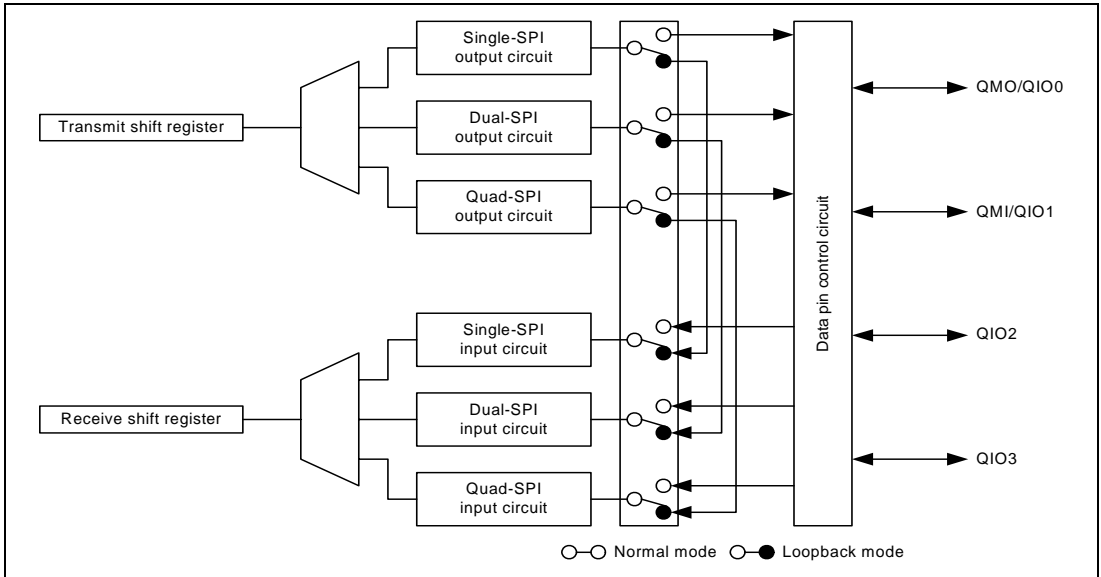 Single-SPI
output circuit
Transmit shift register
Dual-SPI
output circuit
Quad-SPI
output circuit
Single-SPI
input circuit
Receive shift register
Dual-SPI
input circuit
Quad-SPI
input circuit
Data pin control circuit
QMO/QIO0
QMI/QIO1
QIO2
QIO3
Normal mode
Loopback mode